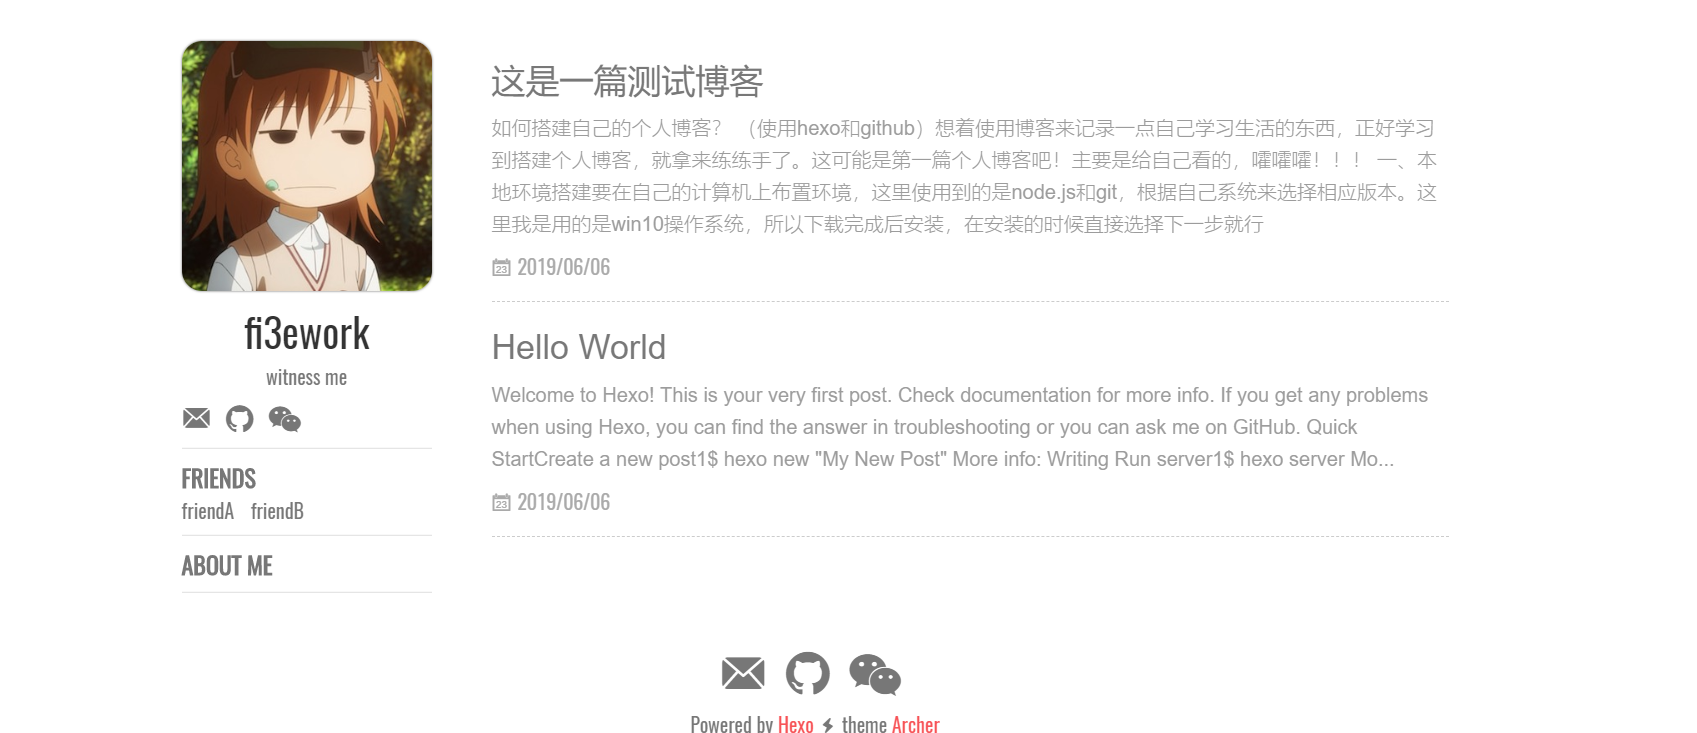 fi3ework
witness me
FRIENDS
friendA friendB
ABOUT ME
这是一篇测试博客
如何搭建自己的个人博客？ （使用hexo和github）想着使用博客来记录一点自己学习生活的东西，正好学习
到搭建个人博客，就拿来练练手了。这可能是第一篇个人博客吧！主要是给自己看的，嚯嚯嚯！！！ 一、本
地环境搭建要在自己的计算机上布置环境，这里使用到的是node.js和git，根据自己系统来选择相应版本。这
里我是用的是win10操作系统，所以下载完成后安装，在安装的时候直接选择下一步就行
23 2019/06/06
Hello World
Welcome to Hexo! This is your very first post. Check documentation for more info. If you get any problems
when using Hexo, you can find the answer in troubleshooting or you can ask me on GitHub. Quick
StartCreate a new post1$ hexo new "My New Post" More info: Writing Run server1$ hexo server Mo...
23 2019/06/06
Powered by Hexo theme Archer